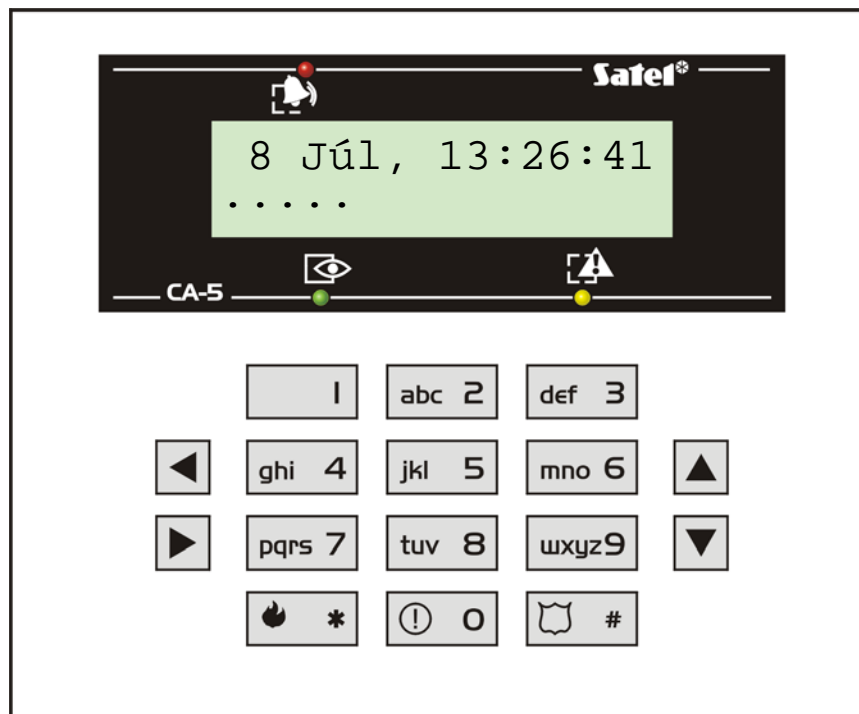 Satel®
8 Júl, 13:26:41
.....
CA-5
1
abc 2
def 3
ghi 4
jkl 5
mno 6
pqrs 7
tuv 8
wxyz9
*
0
#